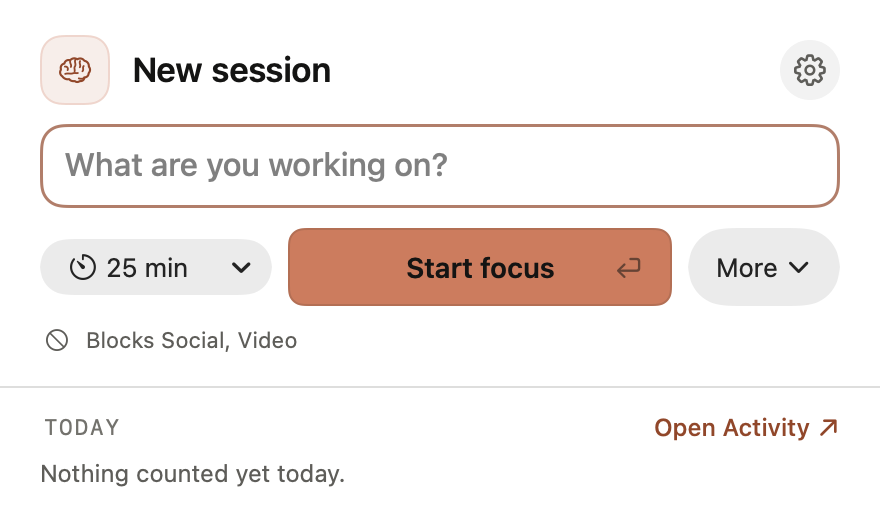 New session
What are you working on?
25 min
Start focus
More
Blocks Social, Video
TODAY
Open Activity
Nothing counted yet today.